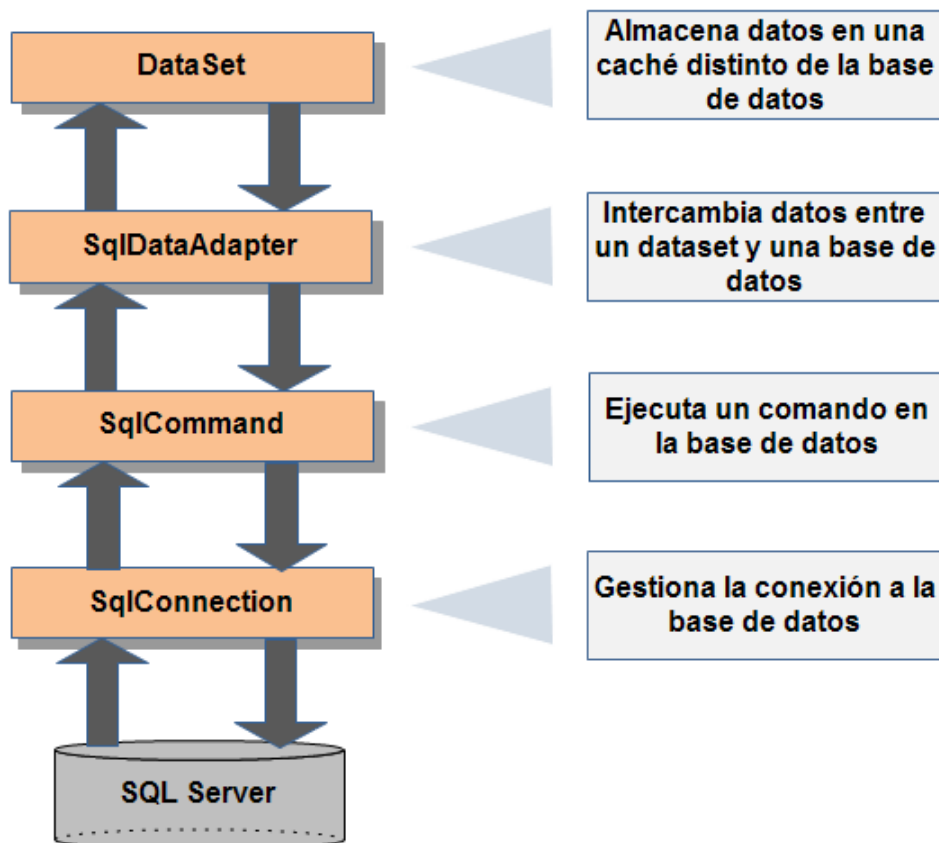 DataSet
Almacena datos en una
caché distinto de la base
de datos
SqlDataAdapter
Intercambia datos entre
un dataset y una base de
datos
SqlCommand
Ejecuta un comando en
la base de datos
SqlConnection
Gestiona la conexión a la
base de datos
SQL Server